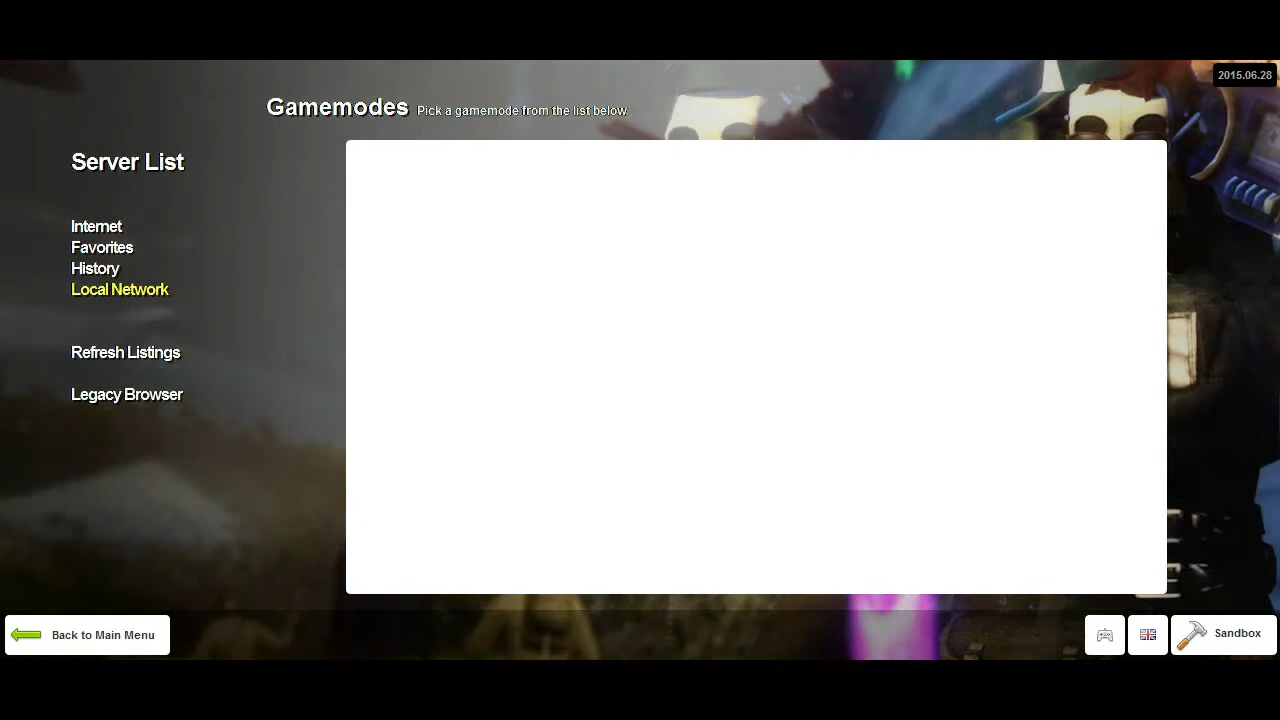 2015.06.28
Gamemodes Pick a gamemode from the list below
Server List
Internet
Favorites
History
Local Network
Refresh Listings
Legacy Browser
Back to Main Menu
Sandbox